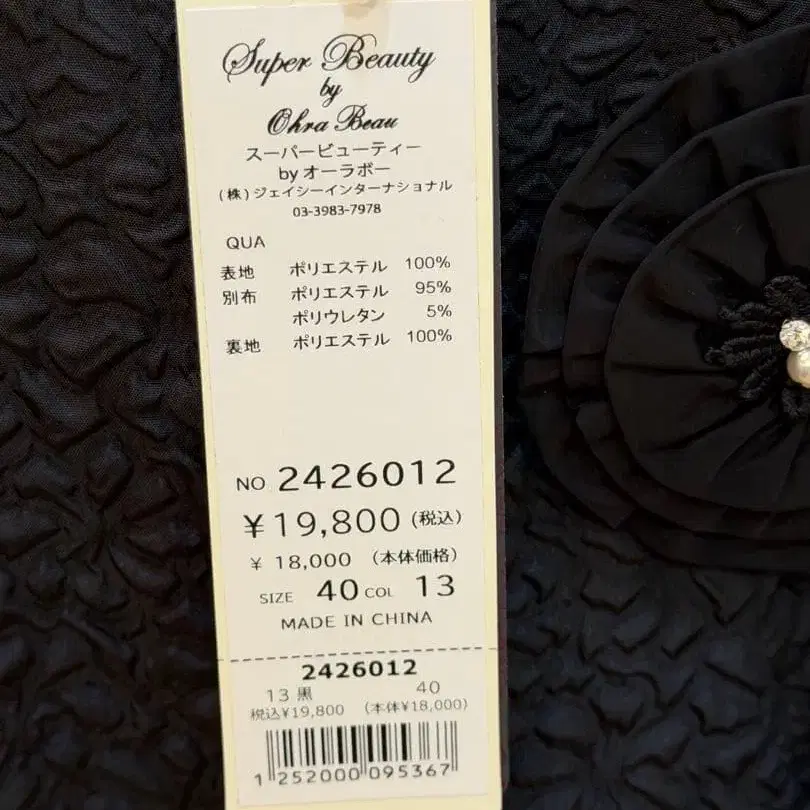 Super Beauty
by
Ohra Beau
スーパービューティー
by オーラボー
(株)ジェイシーインターナショナル
03-3983-7978
QUA
表地 ポリエステル 100%
別布 ポリエステル 95%
ポリウレタン 5%
裏地 ポリエステル 100%
NO 2426012
¥19,800 (税込)
¥ 18,000 (本体価格)
SIZE 40 COL 13
MADE IN CHINA
2426012
13 黒 40
税込¥19,800 (本体¥18,000)
1 252000 095367